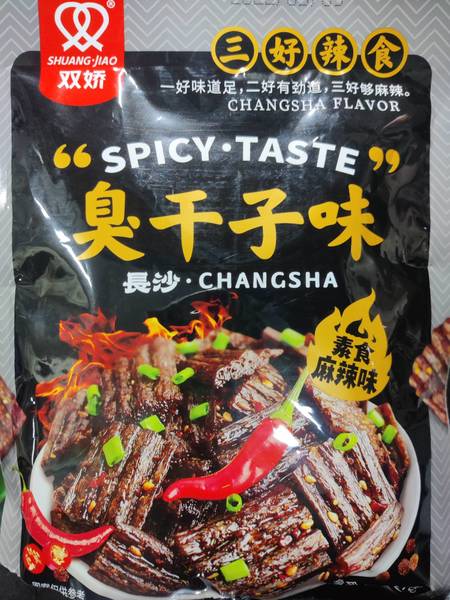 ®
SHUANG·JIAO
双娇
三好辣食
一好味道足,二好有劲道,三好够麻辣。
CHANGSHA FLAVOR
“SPICY·TASTE”
臭干子味
長沙·CHANGSHA
素食
麻辣味